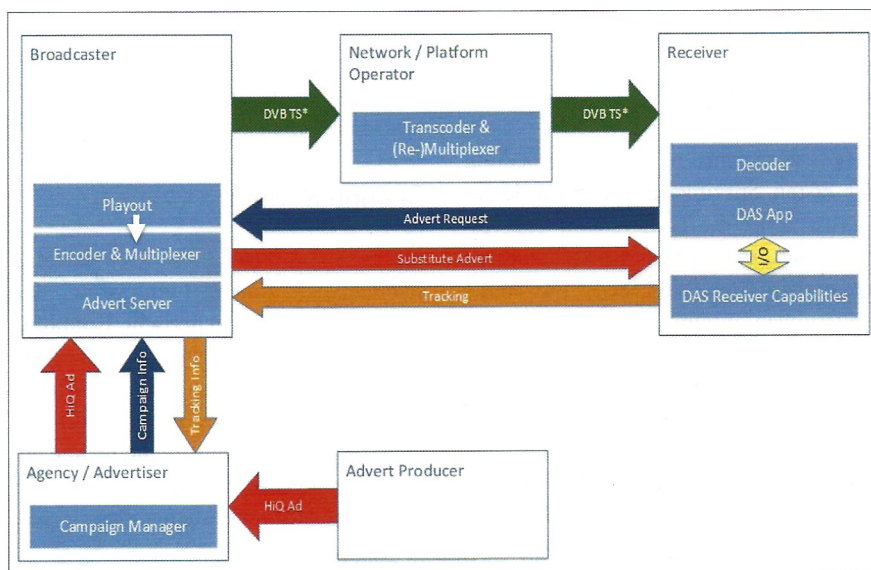 Broadcaster
Network / Platform
Operator
Receiver
DVB TS*
DVB TS*
Transcoder &
(Re-)Multiplexer
Decoder
Playout
Advert Request
DAS App
Encoder & Multiplexer
Substitute Advert
I/O
Advert Server
Tracking
DAS Receiver Capabilities
HiQ Ad
Campaign Info
Tracking Info
Agency / Advertiser
Advert Producer
HiQ Ad
Campaign Manager